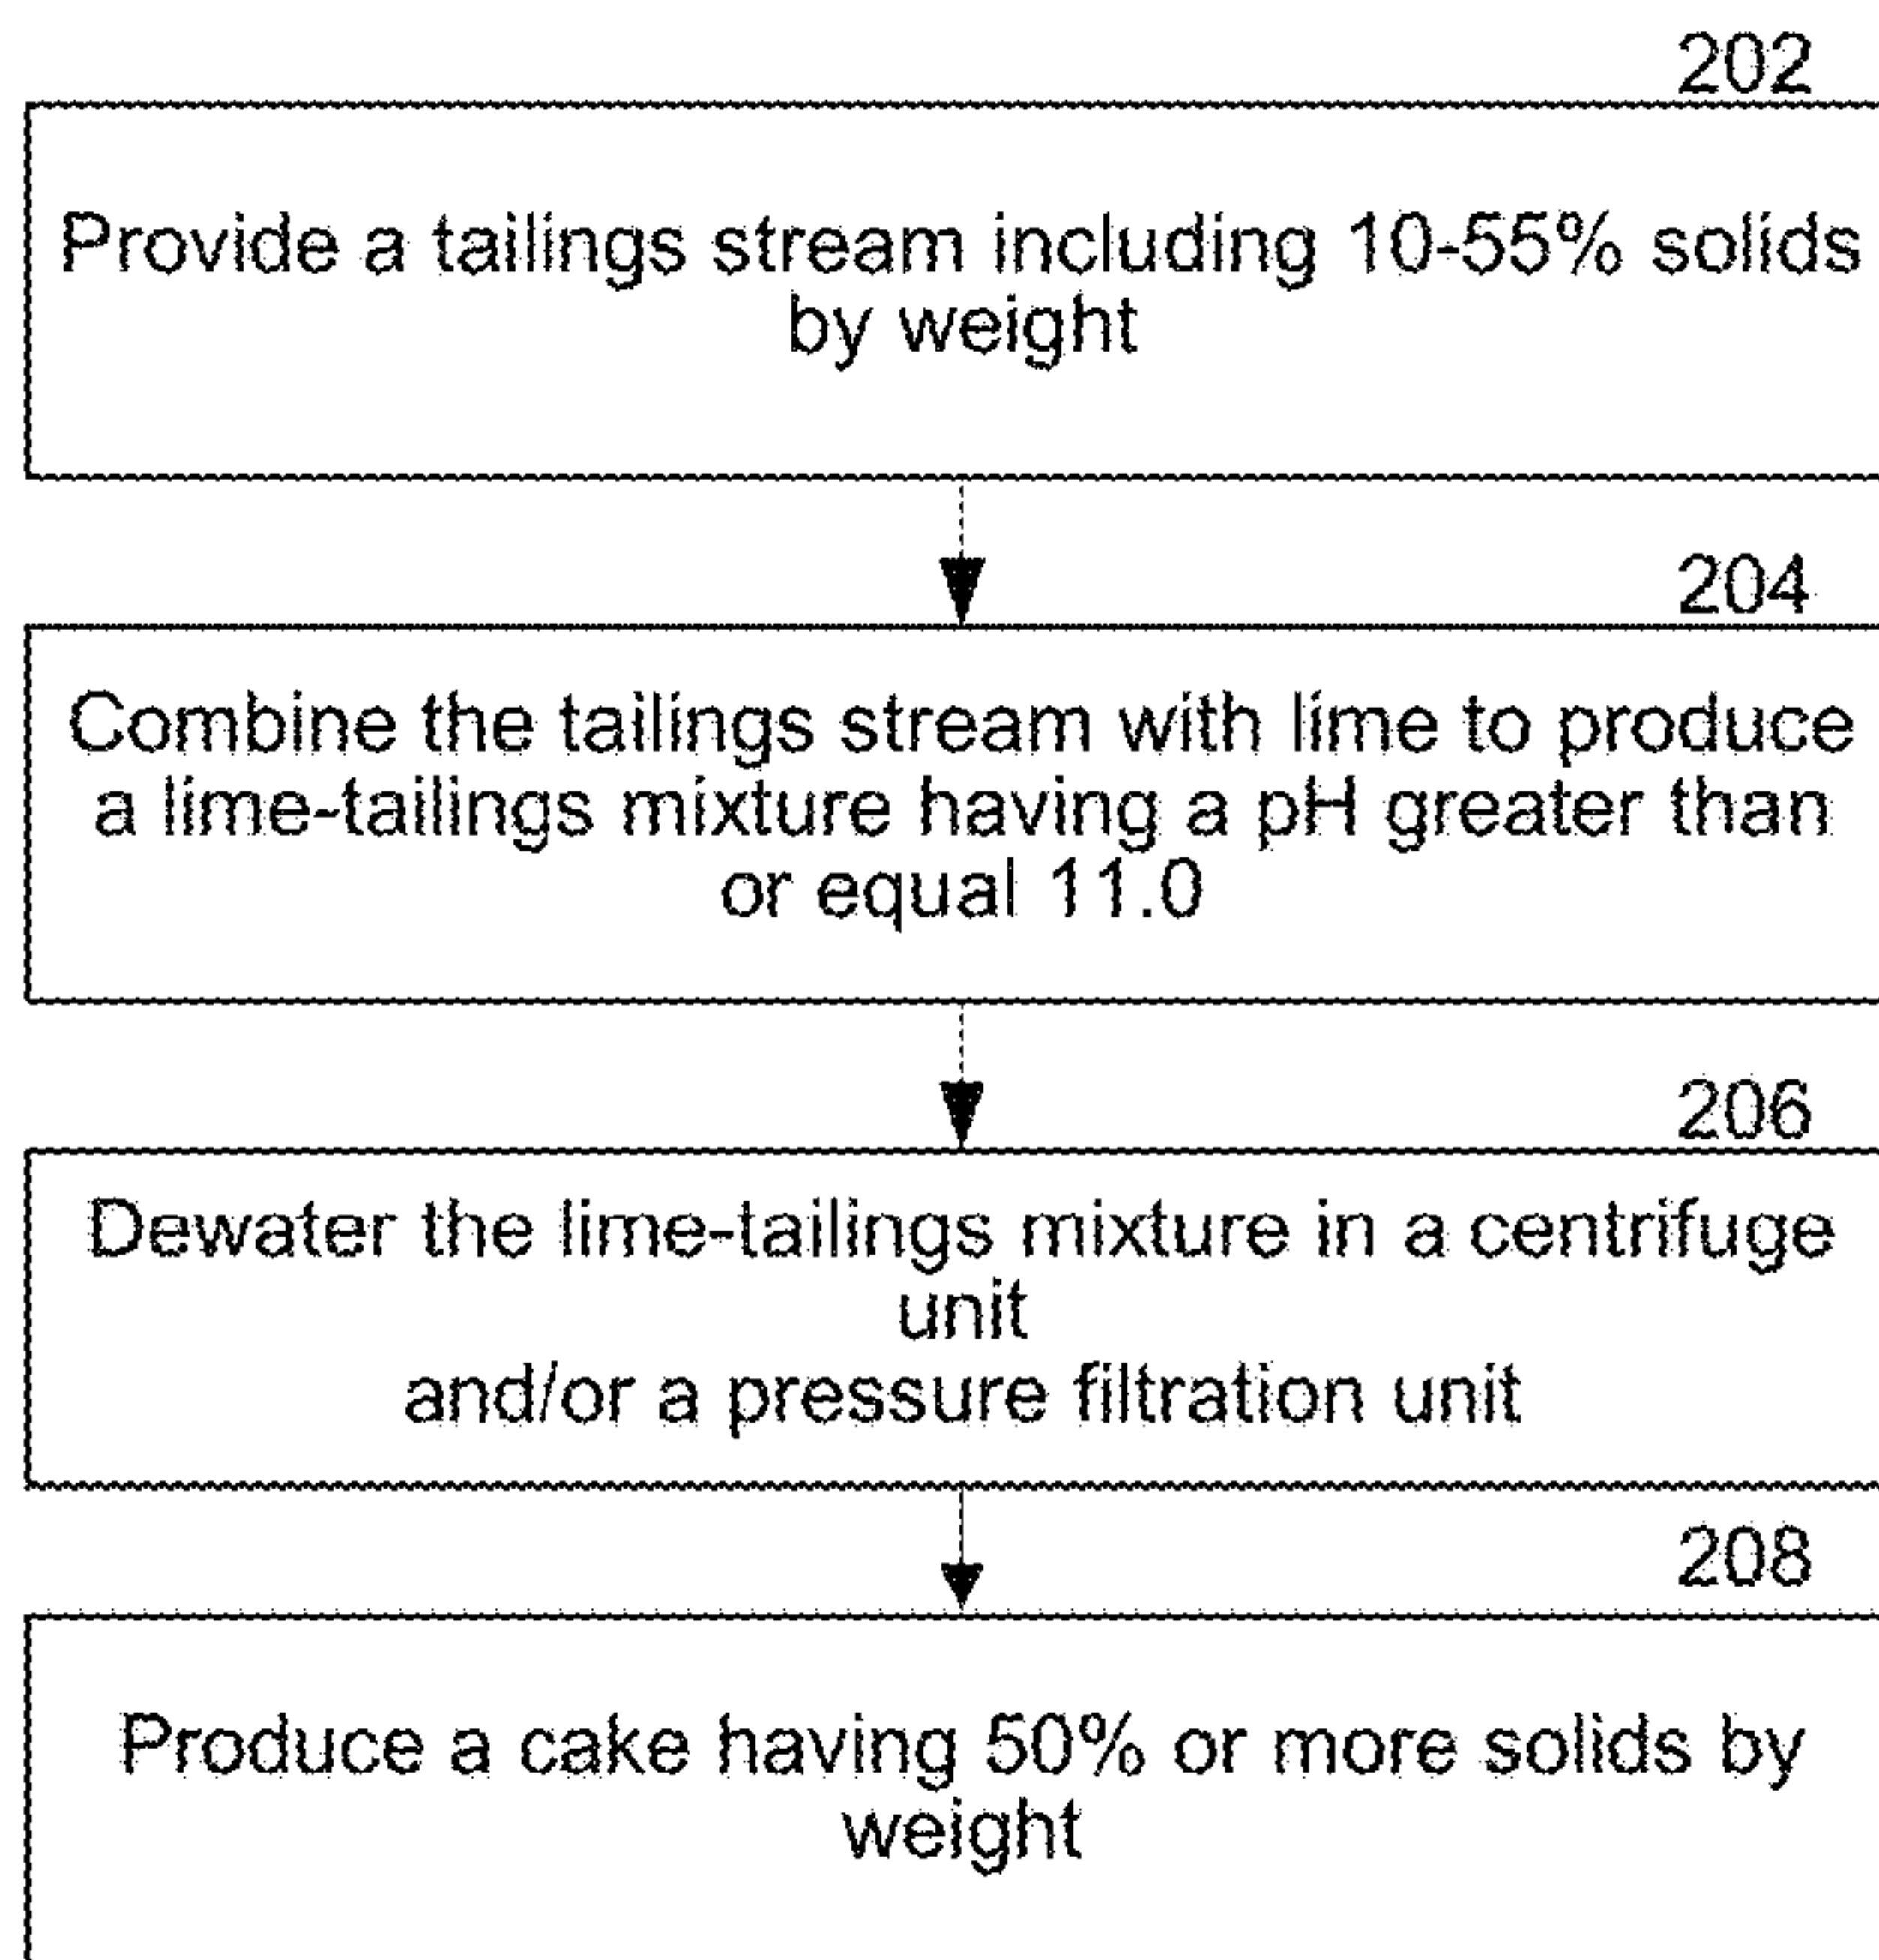 202
Provide a tailings stream including 10-55% solids
by weight
204
Combine the tailings stream with lime to produce
a lime-tailings mixture having a pH greater than
or equal 11.0
206
Dewater the lime-tailings mixture in a centrifuge
unit
and/or a pressure filtration unit
208
Produce a cake having 50% or more solids by
weight